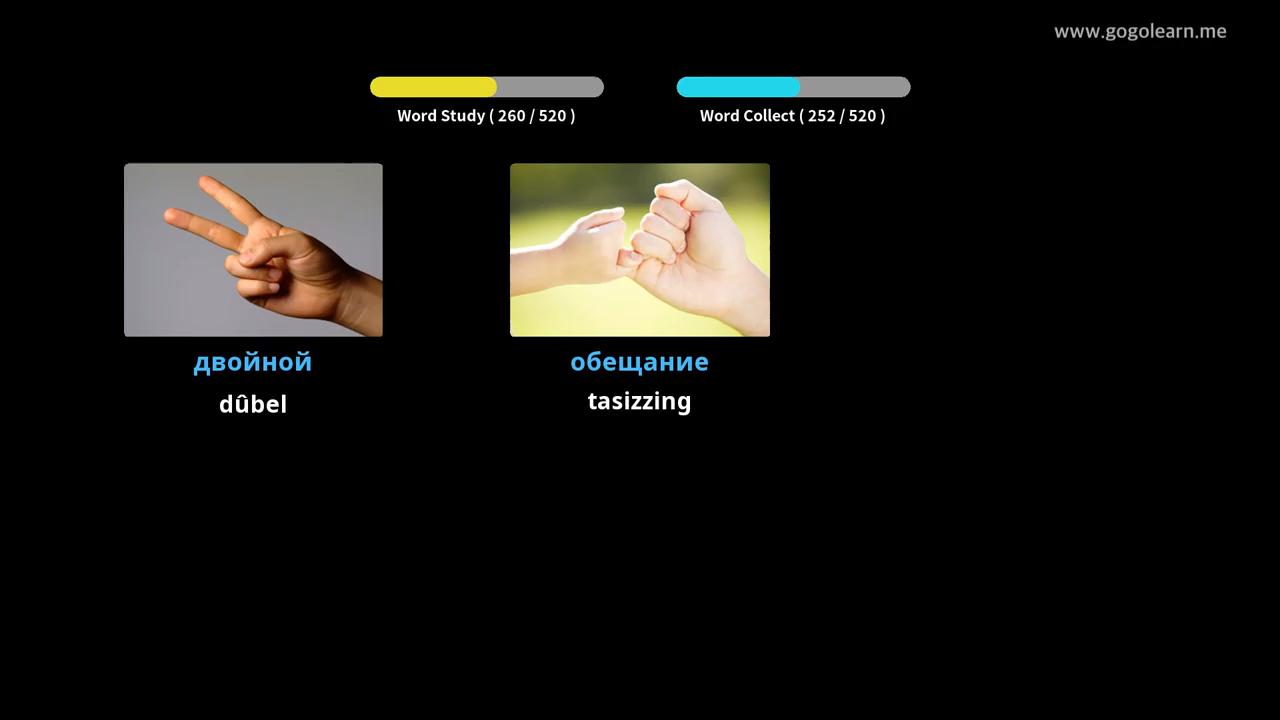 www.gogolearn.me
Word Study ( 260 / 520 )
Word Collect ( 252 / 520 )
двойной
dûbel
обещание
tasizzing